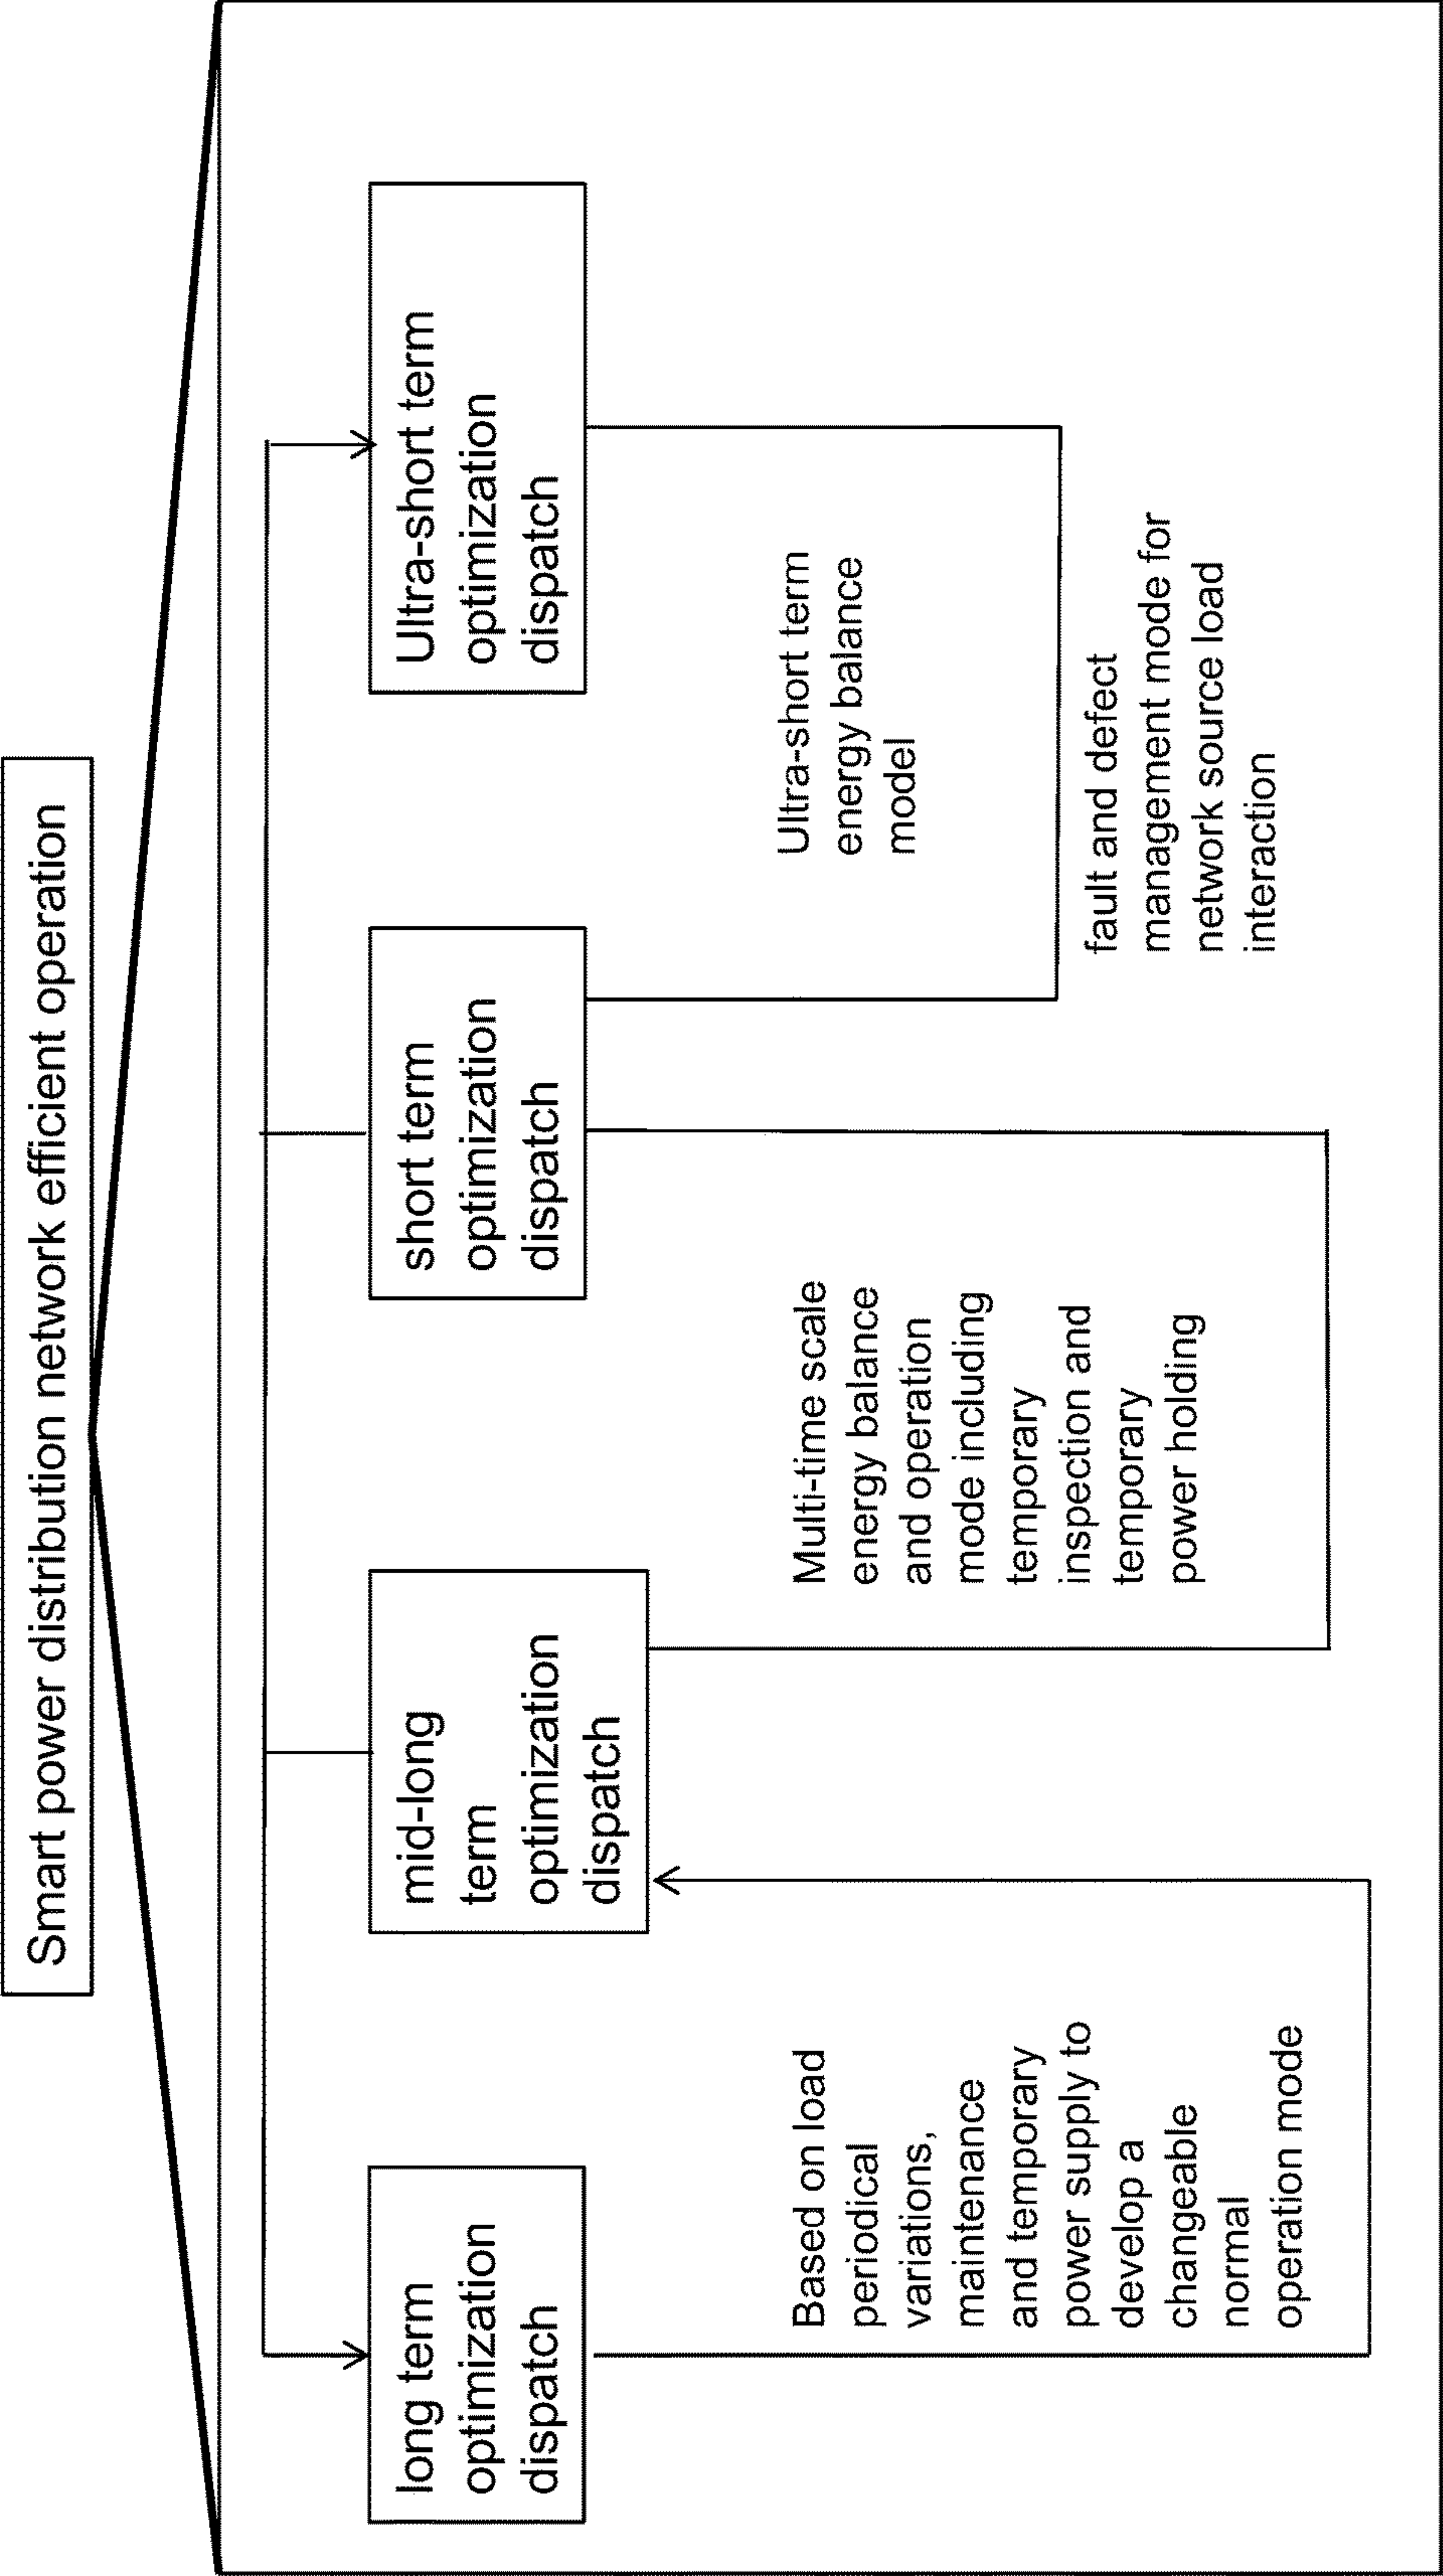 Smart power distribution network efficient operation
long term
optimization
dispatch
mid-long
term
optimization
dispatch
short term
optimization
dispatch
Ultra-short term
optimization
dispatch
Based on load
periodical
variations,
maintenance
and temporary
power supply to
develop a
changeable
normal
operation mode
Multi-time scale
energy balance
and operation
mode including
temporary
inspection and
temporary
power holding
Ultra-short term
energy balance
model
fault and defect
management mode for
network source load
interaction